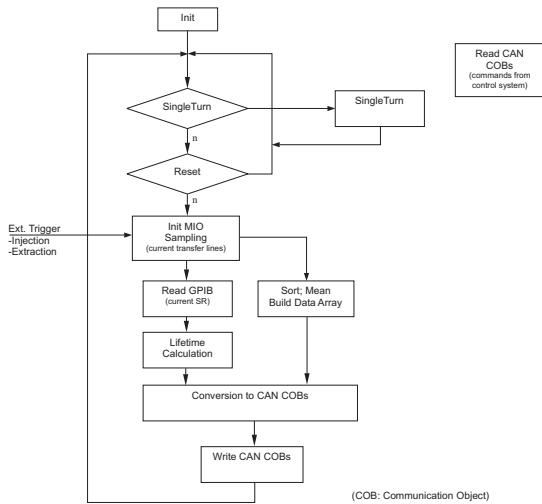 Init
Read CAN
COBs
(commands from
control system)
SingleTurn
SingleTurn
n
Reset
n
Ext. Trigger
-Injection
-Extraction
Init MIO
Sampling
(current transfer lines)
Read GPIB
(current SR)
Sort; Mean
Build Data Array
Lifetime
Calculation
Conversion to CAN COBs
Write CAN COBs
(COB: Communication Object)